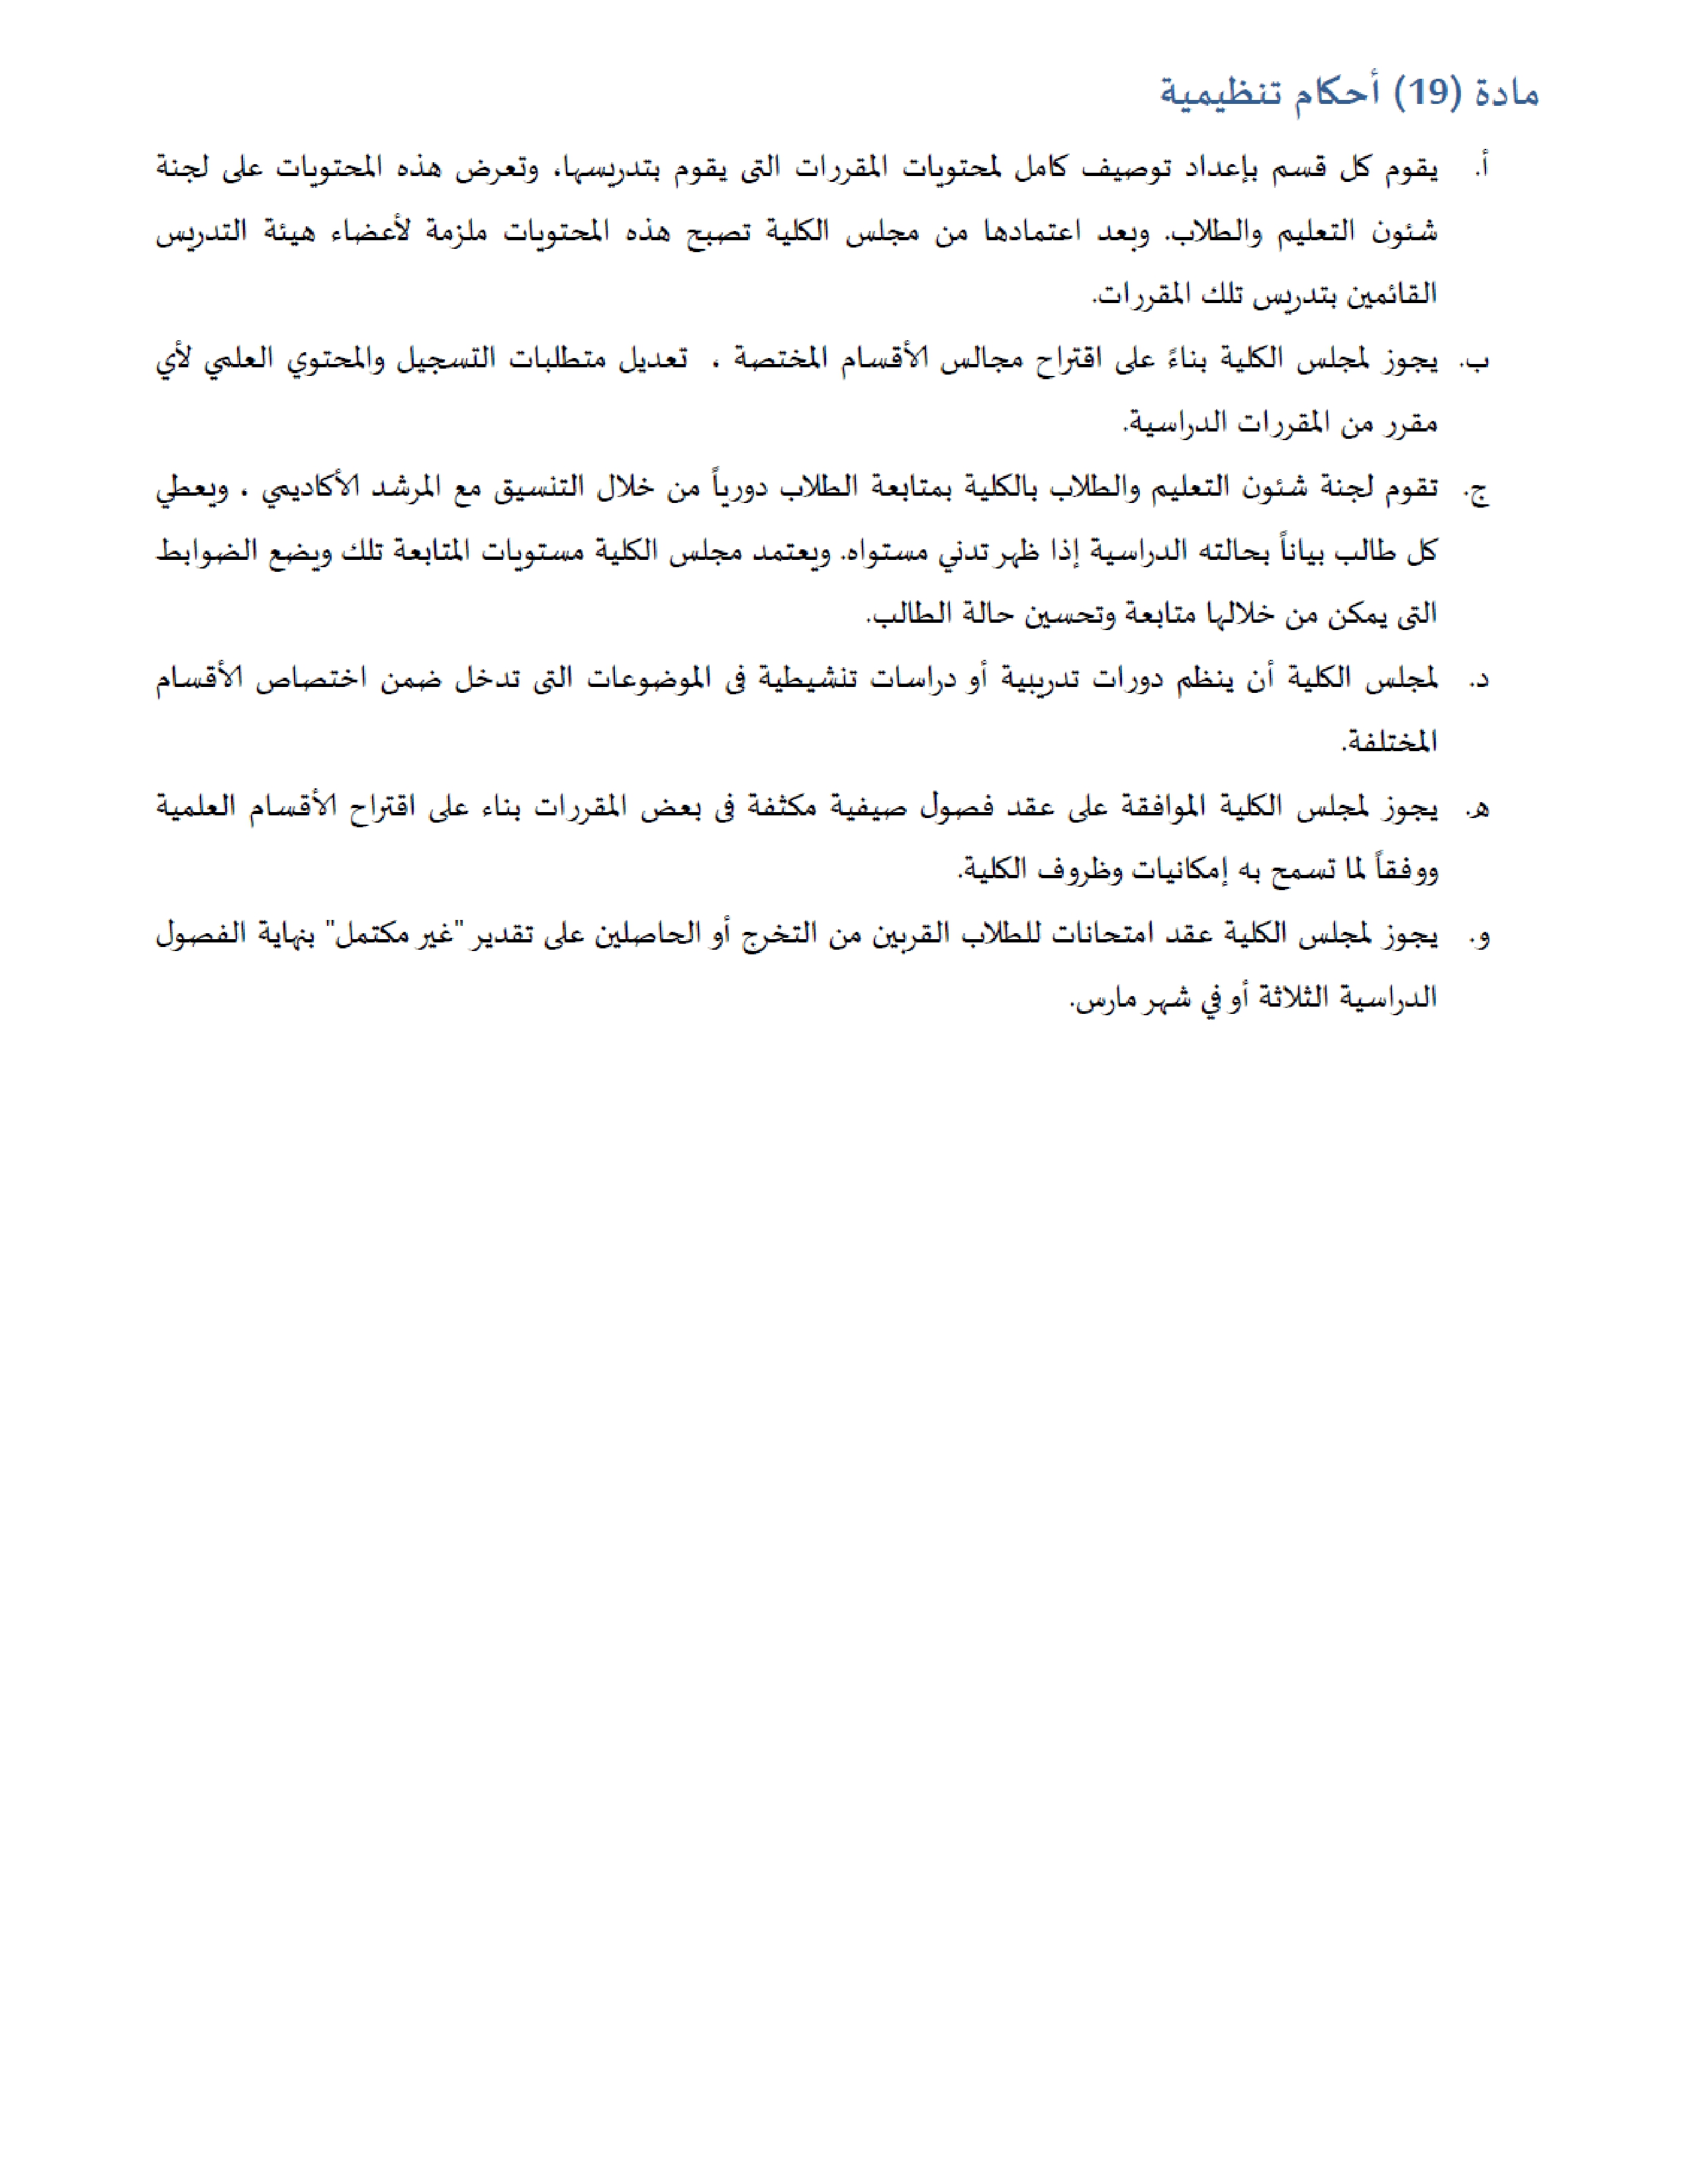 مادة (19) أحكام تنظيمية
أ. يقوم كل قسم بإعداد توصيف كامل لمحتويات المقررات التى يقوم بتدريسها، وتعرض هذه المحتويات على لجنة
شئون التعليم والطلاب. وبعد اعتمادها من مجلس الكلية تصبح هذه المحتويات ملزمة لأعضاء هيئة التدريس
القائمين بتدريس تلك المقررات.
ب. يجوز لمجلس الكلية بناءً على اقتراح مجالس الأقسام المختصة ، تعديل متطلبات التسجيل والمحتوي العلمي لأي
مقرر من المقررات الدراسية.
ج. تقوم لجنة شئون التعليم والطلاب بالكلية بمتابعة الطلاب دورياً من خلال التنسيق مع المرشد الأكاديمي ، ويعطي
كل طالب بياناً بحالته الدراسية إذا ظهر تدني مستواه. ويعتمد مجلس الكلية مستويات المتابعة تلك ويضع الضوابط
التى يمكن من خلالها متابعة وتحسين حالة الطالب.
د. لمجلس الكلية أن ينظم دورات تدريبية أو دراسات تنشيطية فى الموضوعات التى تدخل ضمن اختصاص الأقسام
المختلفة.
ه. يجوز لمجلس الكلية الموافقة على عقد فصول صيفية مكثفة فى بعض المقررات بناء على اقتراح الأقسام العلمية
ووفقاً لما تسمح به إمكانيات وظروف الكلية.
و. يجوز لمجلس الكلية عقد امتحانات للطلاب القربين من التخرج أو الحاصلين على تقدير "غير مكتمل" بنهاية الفصول
الدراسية الثلاثة أو في شهر مارس.